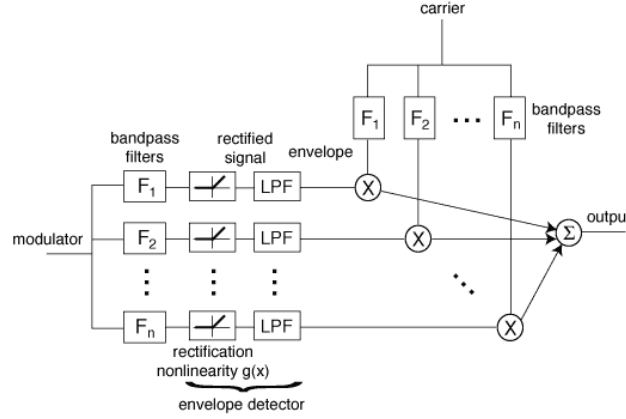 carrier
F1
F2
Fn
bandpass
filters
bandpass
filters
rectified
signal
envelope
F1
LPF
X
modulator
F2
LPF
X
Σ
outpu
Fn
LPF
X
rectification
nonlinearity g(x)
envelope detector